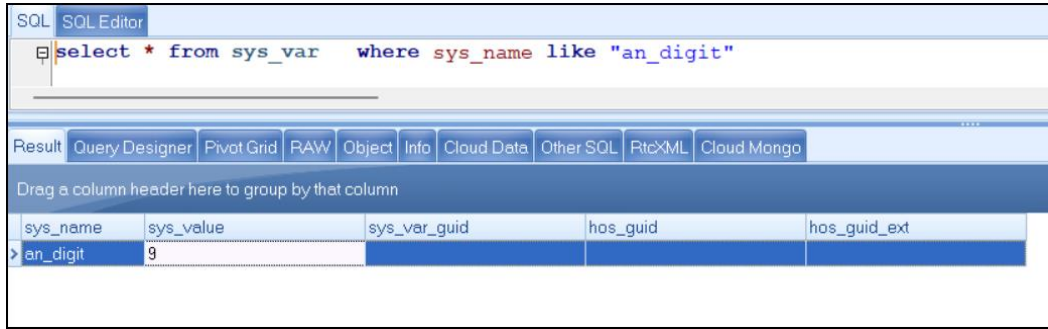 SQL SQL Editor
select * from sys_var   where sys_name like "an_digit"
Result Query Designer Pivot Grid RAW Object Info Cloud Data Other SQL RtcXML Cloud Mongo
Drag a column header here to group by that column
sys_name sys_value sys_var_guid hos_guid hos_guid_ext
an_digit 9